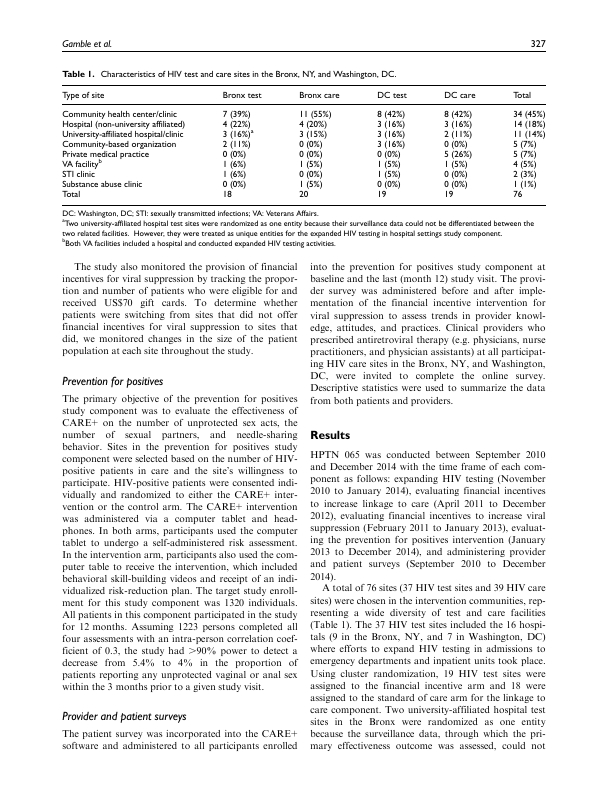 Gamble et al. 327
Table 1. Characteristics of HIV test and care sites in the Bronx, NY, and Washington, DC.
Type of site Bronx test Bronx care DC test DC care Total
Community health center/clinic 7 (39%) 11 (55%) 8 (42%) 8 (42%) 34 (45%)
Hospital (non-university affiliated) 4 (22%) 4 (20%) 3 (16%) 3 (16%) 14 (18%)
University-affiliated hospital/clinic 3 (16%)a 3 (15%) 3 (16%) 2 (11%) 11 (14%)
Community-based organization 2 (11%) 0 (0%) 3 (16%) 0 (0%) 5 (7%)
Private medical practice 0 (0%) 0 (0%) 0 (0%) 5 (26%) 5 (7%)
VA facilityb 1 (6%) 1 (5%) 1 (5%) 1 (5%) 4 (5%)
STI clinic 1 (6%) 0 (0%) 1 (5%) 0 (0%) 2 (3%)
Substance abuse clinic 0 (0%) 1 (5%) 0 (0%) 0 (0%) 1 (1%)
Total 18 20 19 19 76
DC: Washington, DC; STI: sexually transmitted infections; VA: Veterans Affairs.
aTwo university-affiliated hospital test sites were randomized as one entity because their surveillance data could not be differentiated between the
two related facilities. However, they were treated as unique entities for the expanded HIV testing in hospital settings study component.
bBoth VA facilities included a hospital and conducted expanded HIV testing activities.
The study also monitored the provision of financial
incentives for viral suppression by tracking the propor-
tion and number of patients who were eligible for and
received US$70 gift cards. To determine whether
patients were switching from sites that did not offer
financial incentives for viral suppression to sites that
did, we monitored changes in the size of the patient
population at each site throughout the study.
Prevention for positives
The primary objective of the prevention for positives
study component was to evaluate the effectiveness of
CARE+ on the number of unprotected sex acts, the
number of sexual partners, and needle-sharing
behavior. Sites in the prevention for positives study
component were selected based on the number of HIV-
positive patients in care and the site's willingness to
participate. HIV-positive patients were consented indi-
vidually and randomized to either the CARE+ inter-
vention or the control arm. The CARE+ intervention
was administered via a computer tablet and head-
phones. In both arms, participants used the computer
tablet to undergo a self-administered risk assessment.
In the intervention arm, participants also used the com-
puter table to receive the intervention, which included
behavioral skill-building videos and receipt of an indi-
vidualized risk-reduction plan. The target study enroll-
ment for this study component was 1320 individuals.
All patients in this component participated in the study
for 12 months. Assuming 1223 persons completed all
four assessments with an intra-person correlation coef-
ficient of 0.3, the study had >90% power to detect a
decrease from 5.4% to 4% in the proportion of
patients reporting any unprotected vaginal or anal sex
within the 3 months prior to a given study visit.
Provider and patient surveys
The patient survey was incorporated into the CARE+
software and administered to all participants enrolled
into the prevention for positives study component at
baseline and the last (month 12) study visit. The provi-
der survey was administered before and after imple-
mentation of the financial incentive intervention for
viral suppression to assess trends in provider knowl-
edge, attitudes, and practices. Clinical providers who
prescribed antiretroviral therapy (e.g. physicians, nurse
practitioners, and physician assistants) at all participat-
ing HIV care sites in the Bronx, NY, and Washington,
DC, were invited to complete the online survey.
Descriptive statistics were used to summarize the data
from both patients and providers.
Results
HPTN 065 was conducted between September 2010
and December 2014 with the time frame of each com-
ponent as follows: expanding HIV testing (November
2010 to January 2014), evaluating financial incentives
to increase linkage to care (April 2011 to December
2012), evaluating financial incentives to increase viral
suppression (February 2011 to January 2013), evaluat-
ing the prevention for positives intervention (January
2013 to December 2014), and administering provider
and patient surveys (September 2010 to December
2014).
A total of 76 sites (37 HIV test sites and 39 HIV care
sites) were chosen in the intervention communities, rep-
resenting a wide diversity of test and care facilities
(Table 1). The 37 HIV test sites included the 16 hospi-
tals (9 in the Bronx, NY, and 7 in Washington, DC)
where efforts to expand HIV testing in admissions to
emergency departments and inpatient units took place.
Using cluster randomization, 19 HIV test sites were
assigned to the financial incentive arm and 18 were
assigned to the standard of care arm for the linkage to
care component. Two university-affiliated hospital test
sites in the Bronx were randomized as one entity
because the surveillance data, through which the pri-
mary effectiveness outcome was assessed, could not